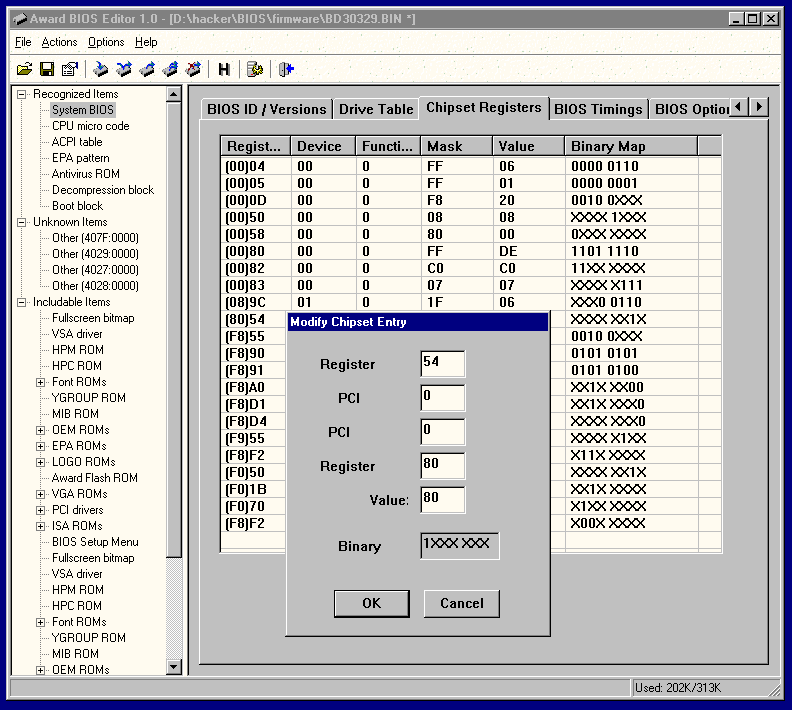 Award BIOS Editor 1.0 - [D:\hacker\BIOS\firmware\BD30329.BIN *]
File Actions Options Help
Recognized Items
System BIOS
CPU micro code
ACPI table
EPA pattern
Antivirus ROM
Decompression block
Boot block
Unknown Items
Other (407F:0000)
Other (4029:0000)
Other (4027:0000)
Other (4028:0000)
Includable Items
Fullscreen bitmap
VSA driver
HPM ROM
HPC ROM
Font ROMs
YGROUP ROM
MIB ROM
OEM ROMs
EPA ROMs
LOGO ROMs
Award Flash ROM
VGA ROMs
PCI drivers
ISA ROMs
BIOS Setup Menu
Fullscreen bitmap
VSA driver
HPM ROM
HPC ROM
Font ROMs
YGROUP ROM
MIB ROM
OEM ROMs
BIOS ID / Versions Drive Table Chipset Registers BIOS Timings BIOS Option
Regist... Device Functi... Mask Value Binary Map
(00)04 00 0 FF 06 0000 0110
(00)05 00 0 FF 01 0000 0001
(00)0D 00 0 F8 20 0010 0XXX
(00)50 00 0 08 08 XXXX 1XXX
(00)58 00 0 80 00 0XXX XXXX
(00)80 00 0 FF DE 1101 1110
(00)82 00 0 C0 C0 11XX XXXX
(00)83 00 0 07 07 XXXX X111
(08)9C 01 0 1F 06 XXX0 0110
(80)54 XXXX XX1X
(F8)55 0010 0XXX
(F8)90 0101 0101
(F8)91 0101 0100
(F8)A0 XX1X XX00
(F8)D1 XX1X XXX0
(F8)D4 XXXX XXX0
(F9)55 XXXX X1XX
(F8)F2 X11X XXXX
(F0)50 XXXX XX1X
(F0)1B XX1X XXXX
(F0)70 X1XX XXXX
(F8)F2 X00X XXXX
Modify Chipset Entry
Register 54
PCI 0
PCI 0
Register 80
Value: 80
Binary 1XXX XXX
OK Cancel
Used: 202K/313K